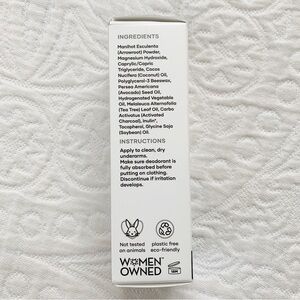 INGREDIENTS
Manihot Esculenta
(Arrowroot) Powder,
Magnesium Hydroxide,
Caprylic/Capric
Triglyceride, Cocos
Nucifera (Coconut) Oil,
Polyglycerol-3 Beeswax,
Persea Americana
(Avocado) Seed Oil,
Hydrogenated Vegetable
Oil, Melaleuca Alternafolia
(Tea Tree) Leaf Oil, Carbo
Activatus (Activated
Charcoal), Inulin*,
Tocopherol, Glycine Soja
(Soybean) Oil.
INSTRUCTIONS
Apply to clean, dry
underarms.
Make sure deodorant is
fully absorbed before
putting on clothing.
Discontinue if irritation
develops.
Not tested
on animals
plastic free
eco-friendly
WOMEN™
OWNED